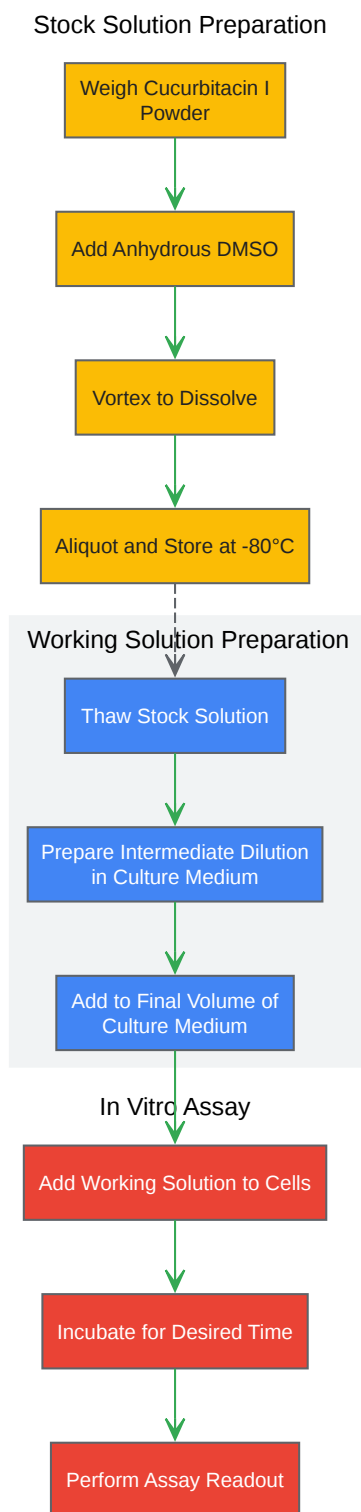 Stock Solution Preparation
Weigh Cucurbitacin I
Powder
Add Anhydrous DMSO
Vortex to Dissolve
Aliquot and Store at -80°C
Working Solution Preparation
Thaw Stock Solution
Prepare Intermediate Dilution
in Culture Medium
Add to Final Volume of
Culture Medium
In Vitro Assay
Add Working Solution to Cells
Incubate for Desired Time
Perform Assay Readout